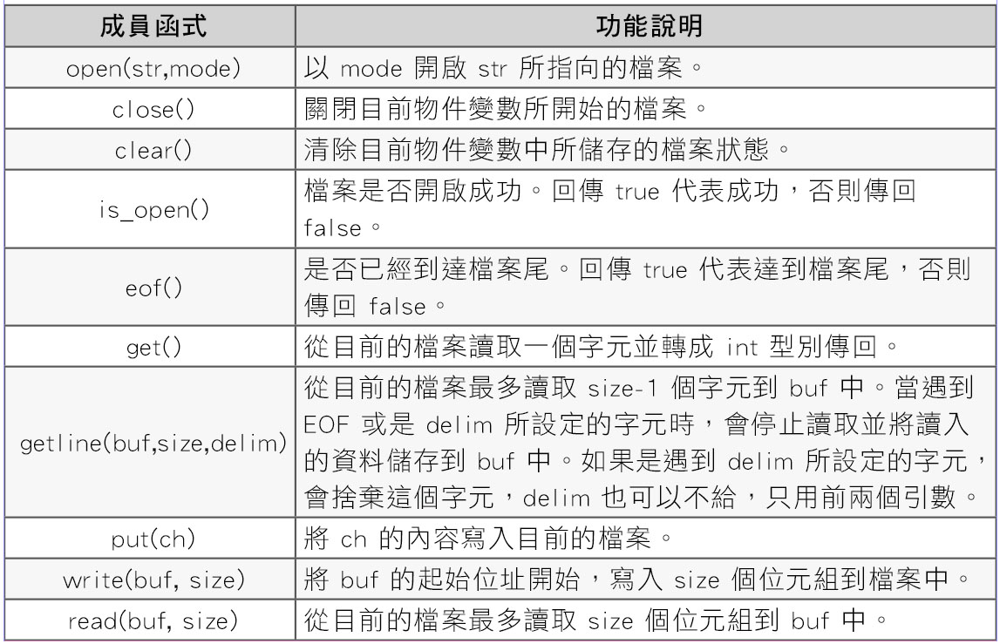 成員函式 功能說明
open(str,mode) 以 mode 開啟 str 所指向的檔案。
close() 關閉目前物件變數所開始的檔案。
clear() 清除目前物件變數中所儲存的檔案狀態。
is_open() 檔案是否開啟成功。回傳 true 代表成功，否則傳回
false。
eof() 是否已經到達檔案尾。回傳 true 代表達到檔案尾，否則
傳回 false。
get() 從目前的檔案讀取一個字元並轉成 int 型別傳回。
getline(buf,size,delim) 從目前的檔案最多讀取 size-1 個字元到 buf 中。當遇到
EOF 或是 delim 所設定的字元時，會停止讀取並將讀入
的資料儲存到 buf 中。如果是遇到 delim 所設定的字元，
會捨棄這個字元，delim 也可以不給，只用前兩個引數。
put(ch) 將 ch 的內容寫入目前的檔案。
write(buf, size) 將 buf 的起始位址開始，寫入 size 個位元組到檔案中。
read(buf, size) 從目前的檔案最多讀取 size 個位元組到 buf 中。